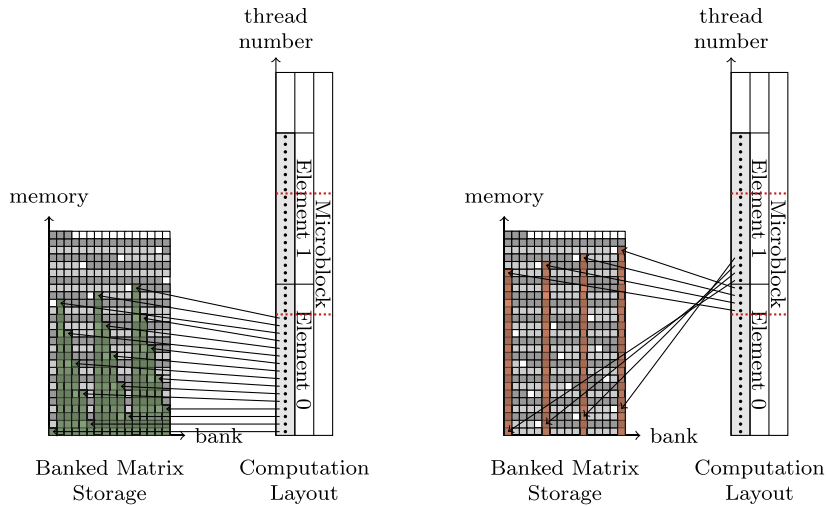 thread
number
memory
Element 1
Microblock
Element 0
bank
Banked Matrix
Storage
Computation
Layout
thread
number
memory
Element 1
Microblock
Element 0
bank
Banked Matrix
Storage
Computation
Layout